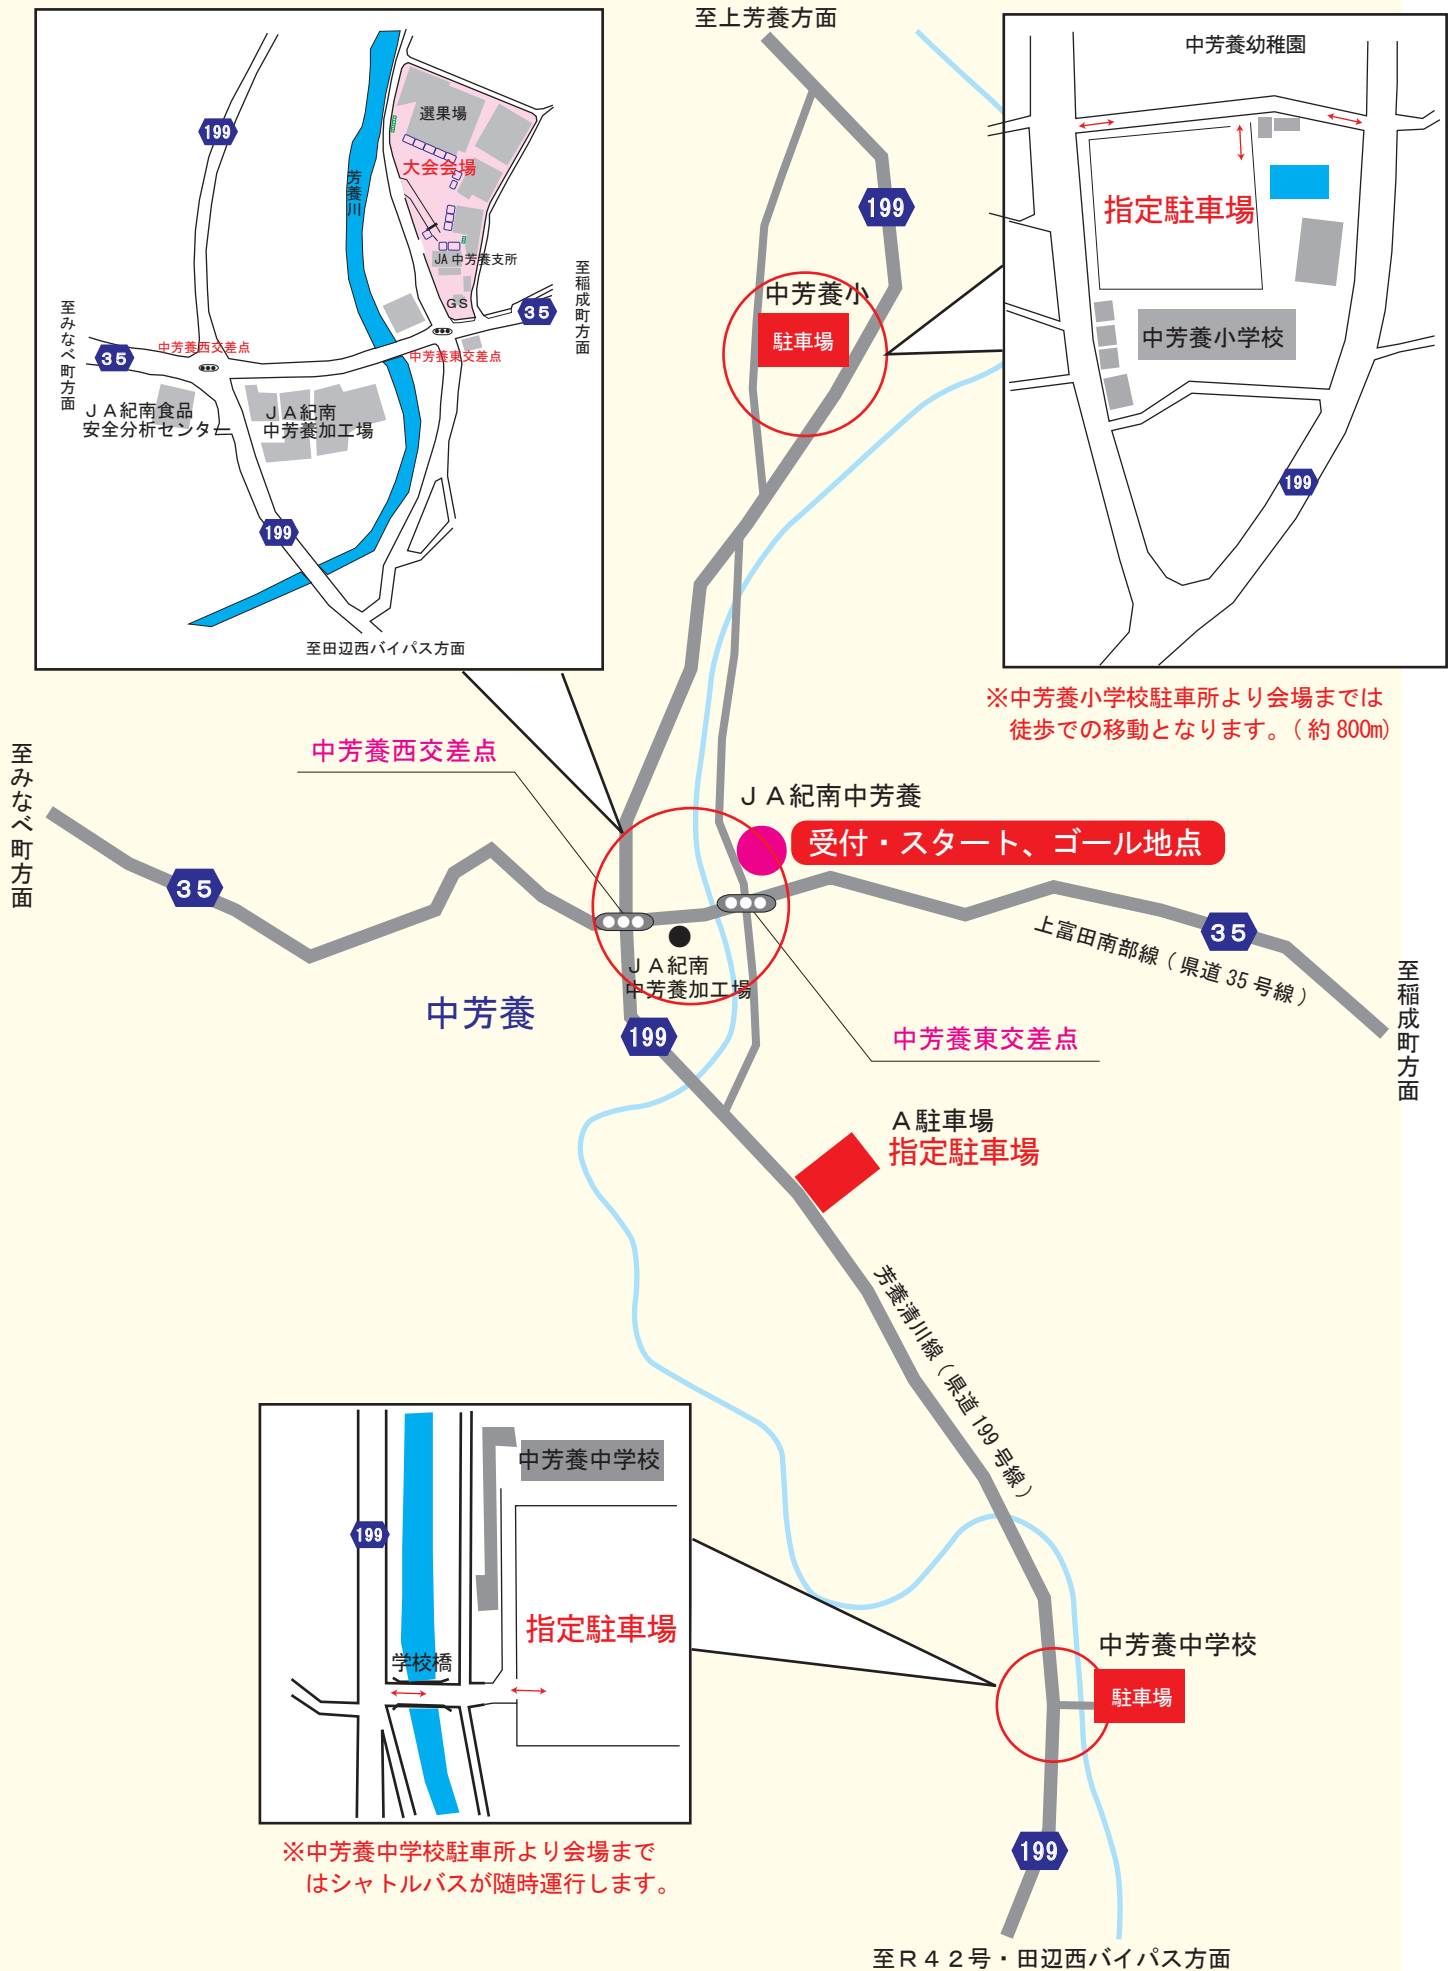 至上芳養方面
199
選果場
大会会場
芳養川
JA 中芳養支所
GS
至稲成町方面
35
至みなべ町方面
35
中芳養西交差点
中芳養東交差点
ＪＡ紀南食品
安全分析センター
ＪＡ紀南
中芳養加工場
199
至田辺西バイパス方面
中芳養幼稚園
指定駐車場
中芳養小学校
199
※中芳養小学校駐車所より会場までは
徒歩での移動となります。（約 800m）
199
中芳養小
駐車場
中芳養西交差点
ＪＡ紀南中芳養
受付・スタート、ゴール地点
至みなべ町方面
35
35
上富田南部線（県道 35 号線）
至稲成町方面
ＪＡ紀南
中芳養加工場
中芳養
199
中芳養東交差点
Ａ駐車場
指定駐車場
芳養清川線（県道 199 号線）
中芳養中学校
199
指定駐車場
学校橋
※中芳養中学校駐車所より会場まで
はシャトルバスが随時運行します。
中芳養中学校
駐車場
199
至Ｒ４２号・田辺西バイパス方面